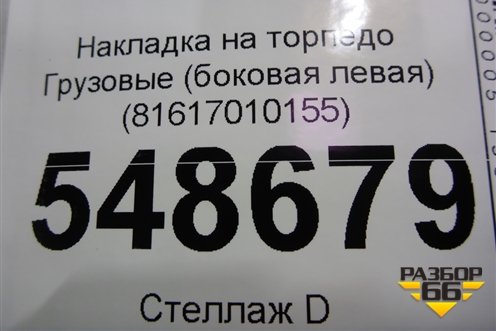 Накладка на торпедо
Грузовые (боковая левая)
(81617010155)
548679
Стеллаж D
РАЗБОР
66